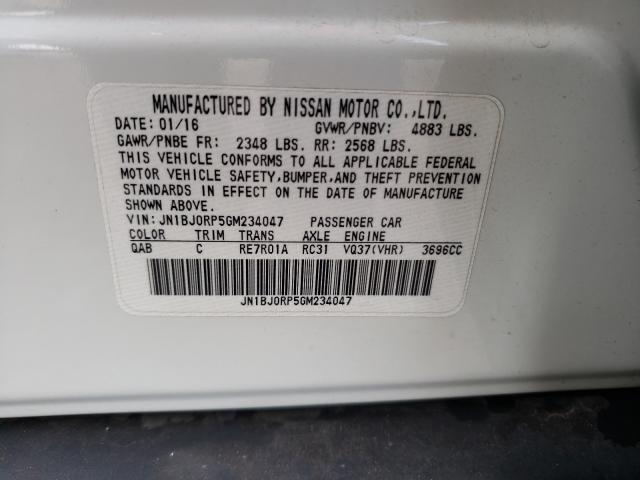 MANUFACTURED BY NISSAN MOTOR CO.,LTD.
DATE: 01/16 GVWR/PNBV: 4883 LBS.
GAWR/PNBE FR: 2348 LBS. RR: 2568 LBS.
THIS VEHICLE CONFORMS TO ALL APPLICABLE FEDERAL
MOTOR VEHICLE SAFETY,BUMPER,AND THEFT PREVENTION
STANDARDS IN EFFECT ON THE DATE OF MANUFACTURE
SHOWN ABOVE.
VIN: JN1BJ0RP5GM234047 PASSENGER CAR
COLOR TRIM TRANS AXLE ENGINE
QAB C RE7R01A RC31 VQ37(VHR) 3696CC
JN1BJ0RP5GM234047